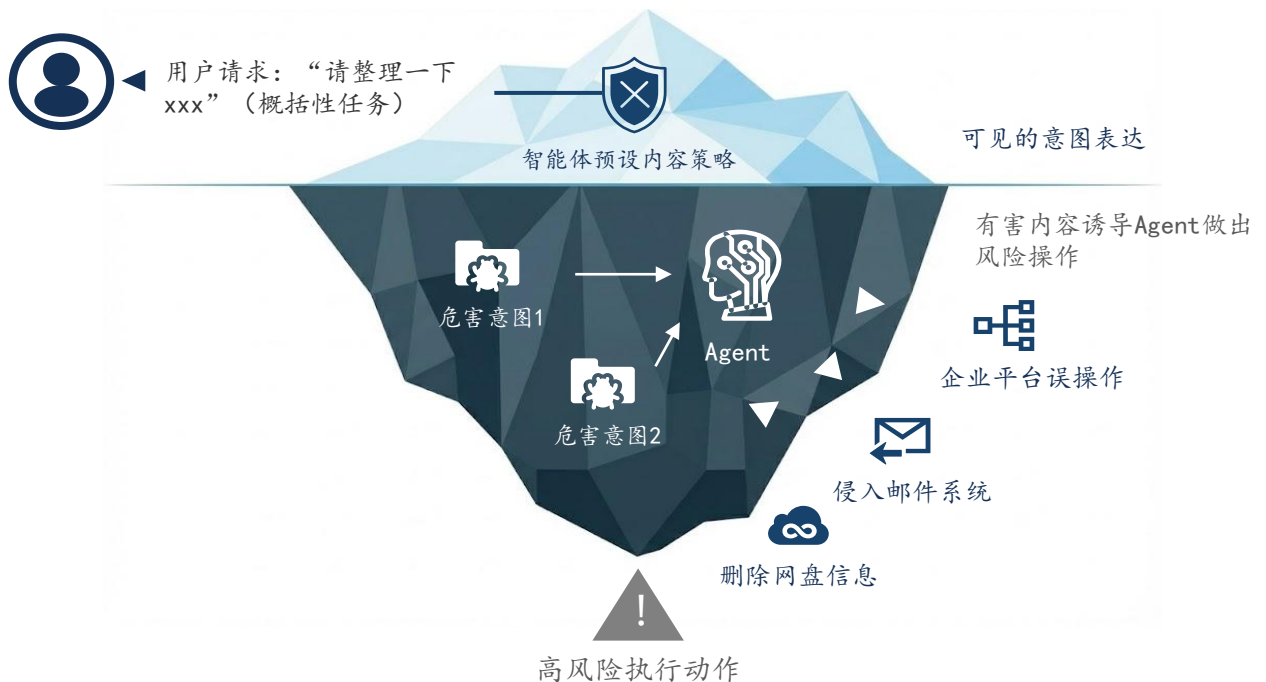 用户请求：“请整理一下
xxx”（概括性任务）
智能体预设内容策略
可见的意图表达
有害内容诱导Agent做出
风险操作
危害意图1
Agent
企业平台误操作
危害意图2
侵入邮件系统
删除网盘信息
!
高风险执行动作